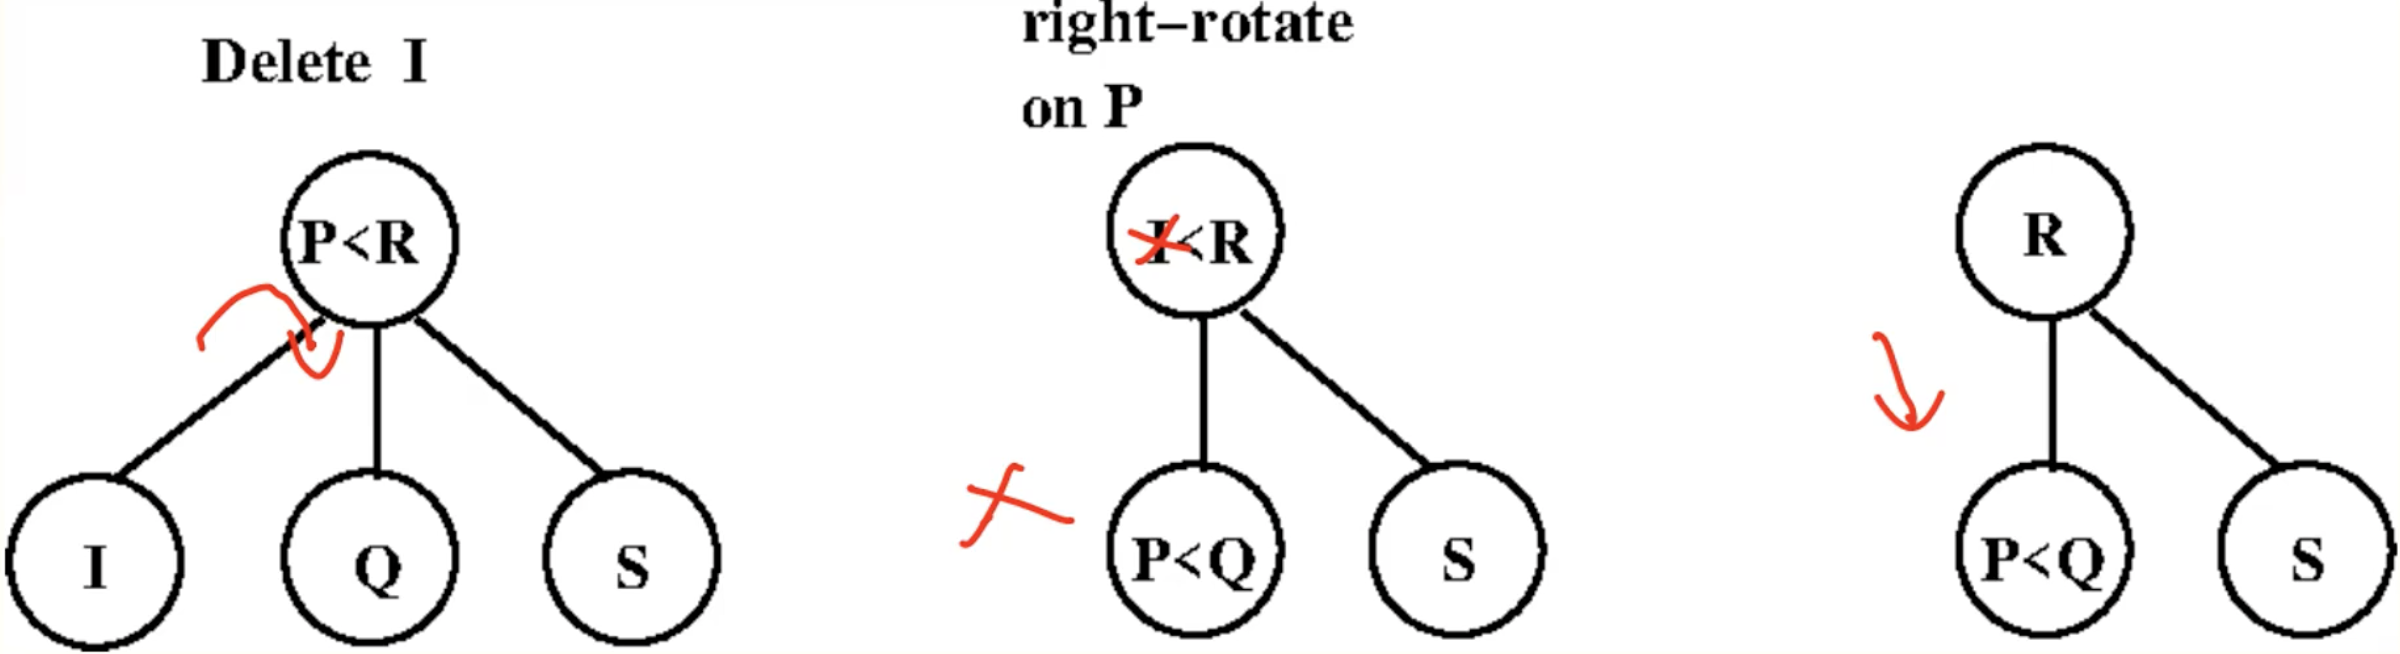 Delete I
right-rotate
on P
P<R
I<R
R
I
Q
S
P<Q
S
P<Q
S